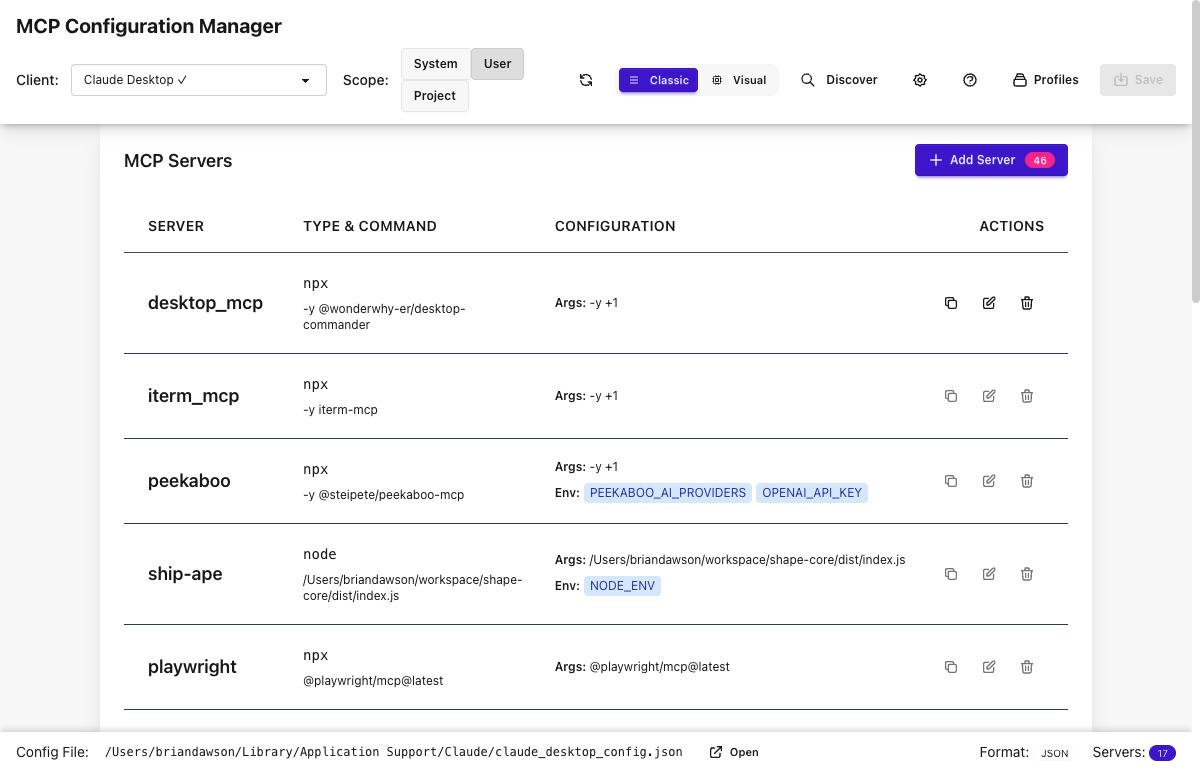 MCP Configuration Manager
Client: Claude Desktop ✓ Scope: System User Project Classic Visual Discover Profiles Save
MCP Servers
Add Server 46
SERVER TYPE & COMMAND CONFIGURATION ACTIONS
desktop_mcp
npx
-y @wonderwhy-er/desktop-
commander
Args: -y +1
iterm_mcp
npx
-y iterm-mcp
Args: -y +1
peekaboo
npx
-y @steipete/peekaboo-mcp
Args: -y +1
Env: PEEKABOO_AI_PROVIDERS OPENAI_API_KEY
ship-ape
node
/Users/briandawson/workspace/shape-
core/dist/index.js
Args: /Users/briandawson/workspace/shape-core/dist/index.js
Env: NODE_ENV
playwright
npx
@playwright/mcp@latest
Args: @playwright/mcp@latest
Config File: /Users/briandawson/Library/Application Support/Claude/claude_desktop_config.json Open Format: JSON Servers: 17